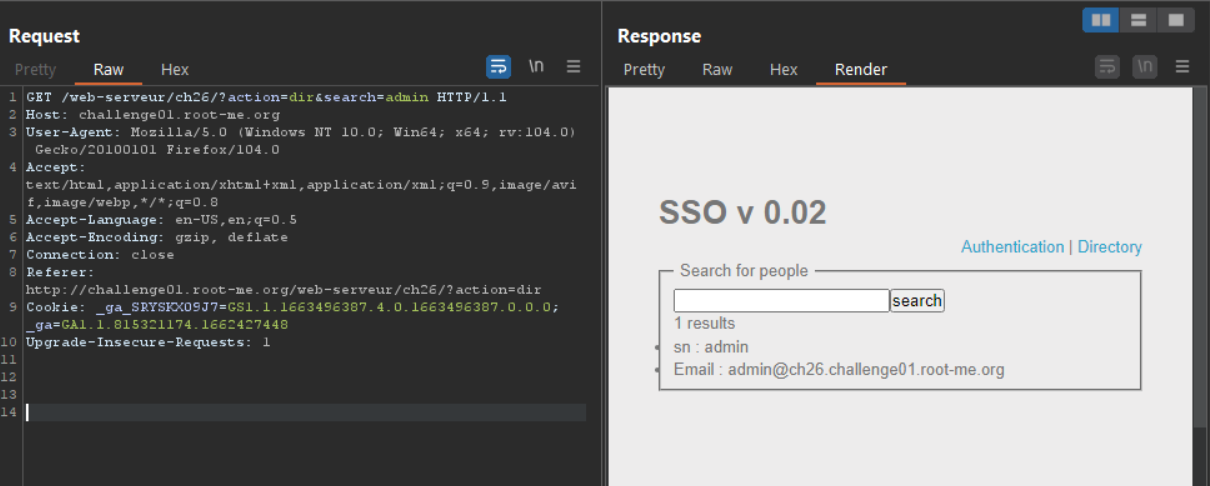 Request
Pretty Raw Hex \n
1 GET /web-serveur/ch26/?action=dir&search=admin HTTP/1.1
2 Host: challenge01.root-me.org
3 User-Agent: Mozilla/5.0 (Windows NT 10.0; Win64; x64; rv:104.0)
Gecko/20100101 Firefox/104.0
4 Accept:
text/html,application/xhtml+xml,application/xml;q=0.9,image/avi
f,image/webp,*/*;q=0.8
5 Accept-Language: en-US,en;q=0.5
6 Accept-Encoding: gzip, deflate
7 Connection: close
8 Referer:
http://challenge01.root-me.org/web-serveur/ch26/?action=dir
9 Cookie: _ga_SRYSKX09J7=GS1.1.1663496387.4.0.1663496387.0.0.0;
_ga=GA1.1.815321174.1662427448
10 Upgrade-Insecure-Requests: 1
11
12
13
14
Response
Pretty Raw Hex Render \n
SSO v 0.02
Authentication | Directory
Search for people
search
1 results
sn : admin
Email : admin@ch26.challenge01.root-me.org